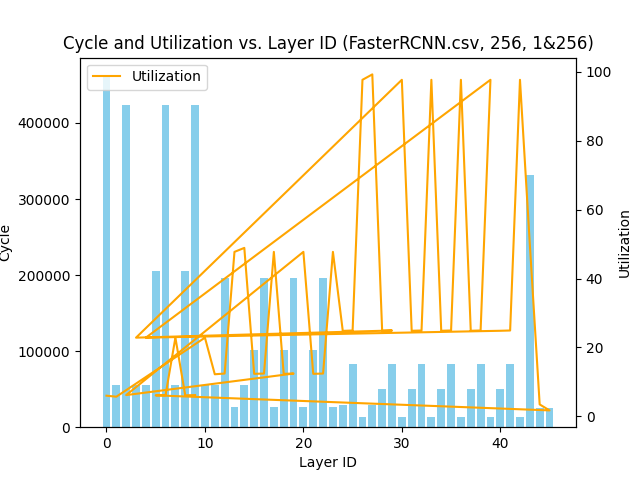 Cycle and Utilization vs. Layer ID (FasterRCNN.csv, 256, 1&256)
Utilization
400000
300000
200000
100000
0
Cycle
100
80
60
40
20
0
Utilization
0 10 20 30 40
Layer ID